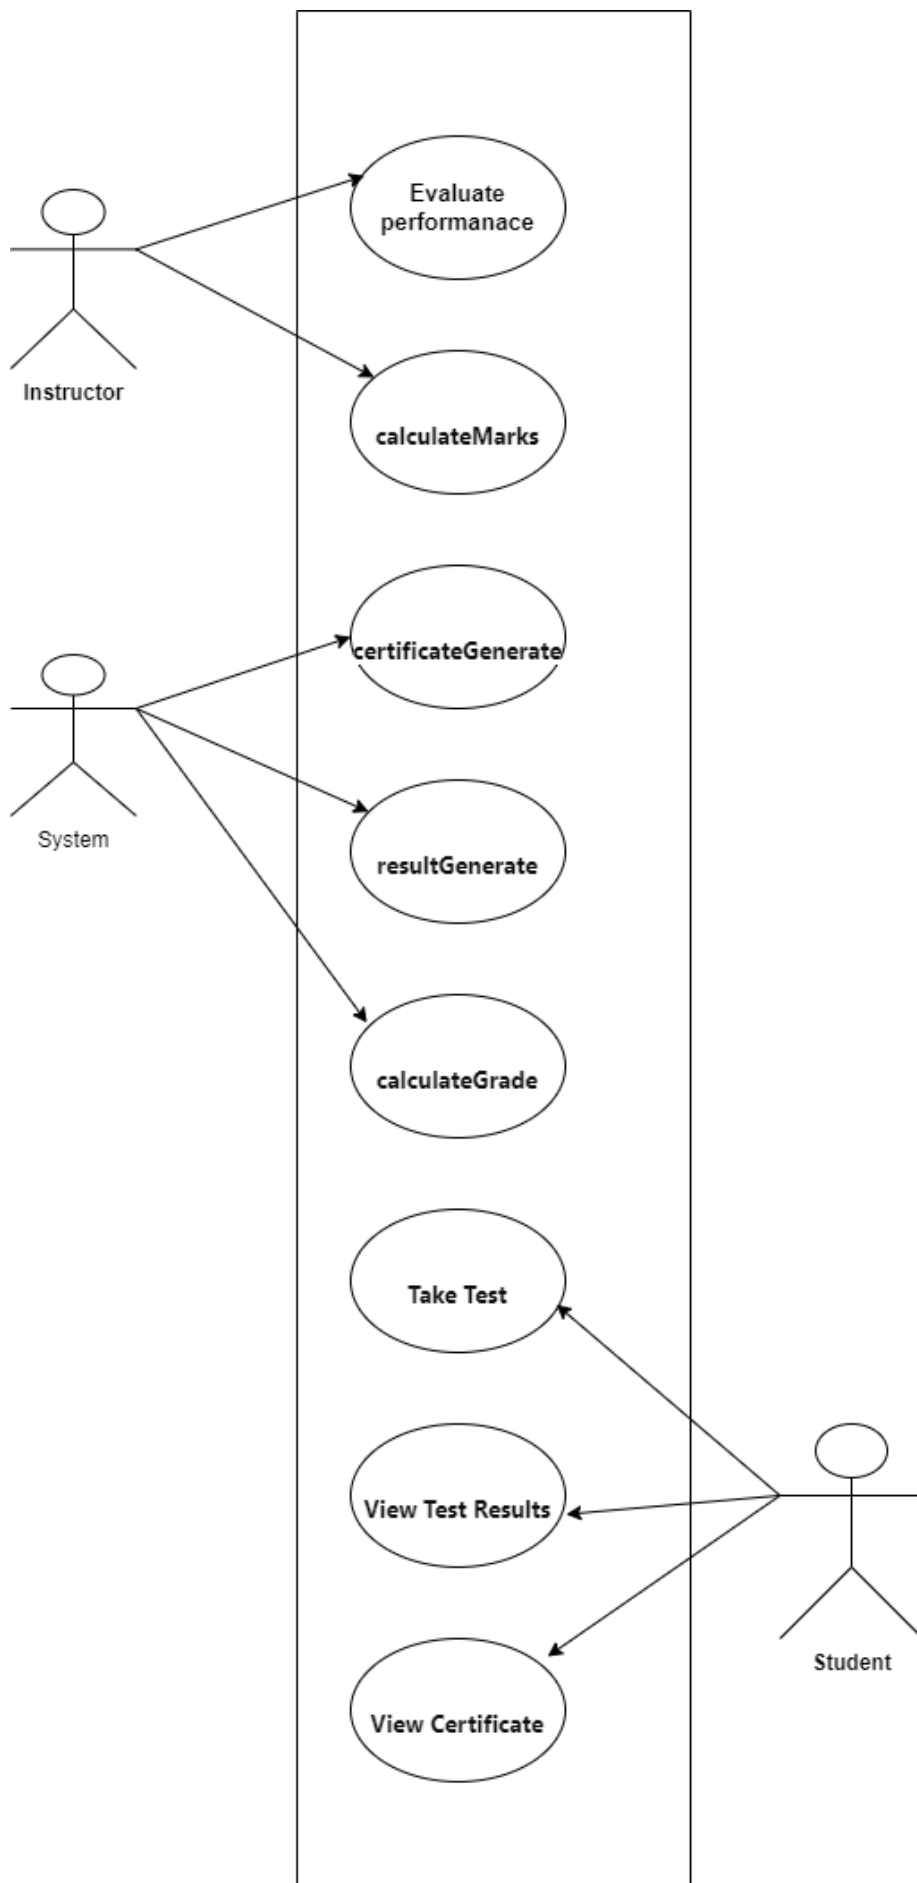 Evaluate
performanace
Instructor
calculateMarks
certificateGenerate
System
resultGenerate
calculateGrade
Take Test
View Test Results
Student
View Certificate